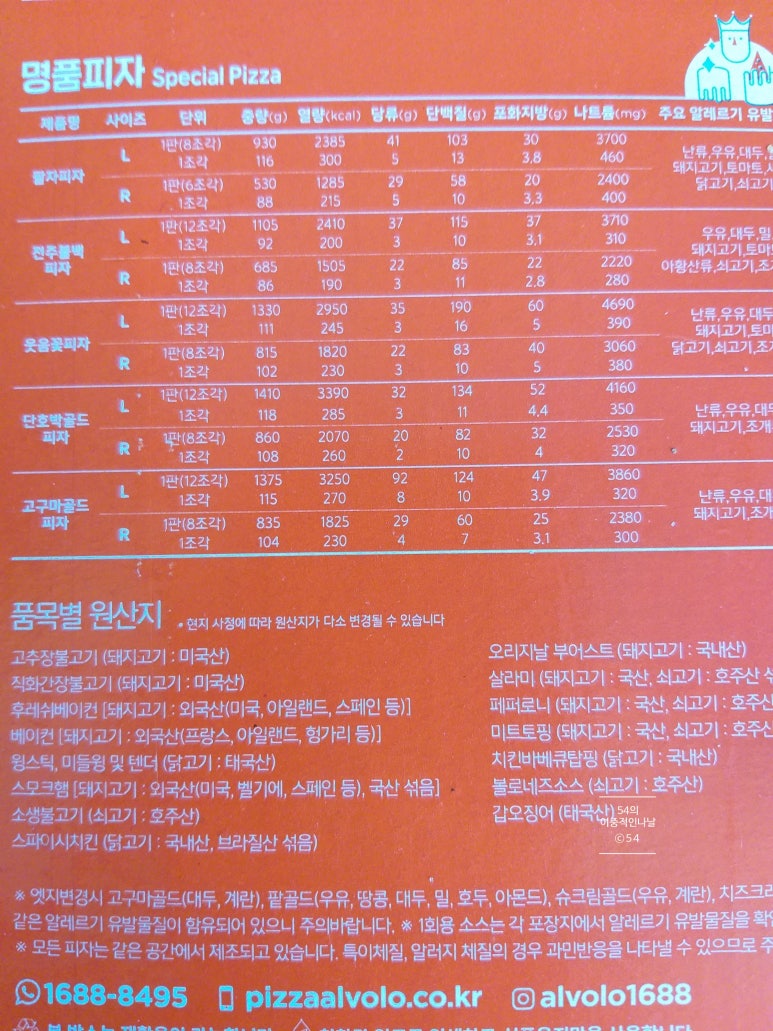 명품피자 Special Pizza
제품명 사이즈 단위 중량(g) 열량(kcal) 당류(g) 단백질(g) 포화지방(g) 나트륨(mg) 주요 알레르기 유발
팔자피자 L 1판(8조각) 930 2385 41 103 30 3700 난류,우유,대두,
1조각 116 300 5 13 3.8 460 돼지고기,토마토,
R 1판(6조각) 530 1285 29 58 20 2400 닭고기,쇠고기
1조각 88 215 5 10 3.3 400
전주불백 피자 L 1판(12조각) 1105 2410 37 115 37 3710 우유,대두,밀,
1조각 92 200 3 10 3.1 310 돼지고기,토마토
R 1판(8조각) 685 1505 22 85 22 2220 아황산류,쇠고기,조
1조각 86 190 3 11 2.8 280
웃음꽃피자 L 1판(12조각) 1330 2950 35 190 60 4690 난류,우유,대두
1조각 111 245 3 16 5 390 돼지고기,토마
R 1판(8조각) 815 1820 22 83 40 3060 닭고기,쇠고기,조
1조각 102 230 3 10 5 380
단호박골드 피자 L 1판(12조각) 1410 3390 32 134 52 4160
1조각 118 285 3 11 4.4 350 난류,우유,대두
R 1판(8조각) 860 2070 20 82 32 2530 돼지고기,조개
1조각 108 260 2 10 4 320
고구마골드 피자 L 1판(12조각) 1375 3250 92 124 47 3860
1조각 115 270 8 10 3.9 320 난류,우유,대
R 1판(8조각) 835 1825 29 60 25 2380 돼지고기,조개
1조각 104 230 4 7 3.1 300
품목별 원산지 • 현지 사정에 따라 원산지가 다소 변경될 수 있습니다
고추장불고기 (돼지고기 : 미국산)
직화간장불고기 (돼지고기 : 미국산)
후레쉬베이컨 [돼지고기 : 외국산(미국, 아일랜드, 스페인 등)]
베이컨 [돼지고기 : 외국산(프랑스, 아일랜드, 헝가리 등)]
윙스틱, 미들윙 및 텐더 (닭고기 : 태국산)
스모크햄 [돼지고기 : 외국산(미국, 벨기에, 스페인 등), 국산 섞음]
소생불고기 (쇠고기 : 호주산)
스파이시치킨 (닭고기 : 국내산, 브라질산 섞음)
오리지날 부어스트 (돼지고기 : 국내산)
살라미 (돼지고기 : 국산, 쇠고기 : 호주산
페퍼로니 (돼지고기 : 국산, 쇠고기 : 호주산
미트토핑 (돼지고기 : 국산, 쇠고기 : 호주산
치킨바베큐탑핑 (닭고기 : 국내산)
볼로네즈소스 (쇠고기 : 호주산)
갑오징어 (태국산)
54의
이중적인나날
©54
※ 엣지변경시 고구마골드(대두, 계란), 팥골드(우유, 땅콩, 대두, 밀, 호두, 아몬드), 슈크림골드(우유, 계란), 치즈크
같은 알레르기 유발물질이 함유되어 있으니 주의바랍니다. ※ 1회용 소스는 각 포장지에서 알레르기 유발물질을 확
※ 모든 피자는 같은 공간에서 제조되고 있습니다. 특이체질, 알러지 체질의 경우 과민반응을 나타낼 수 있으므로 주
1688-8495 pizzaalvolo.co.kr alvolo1688